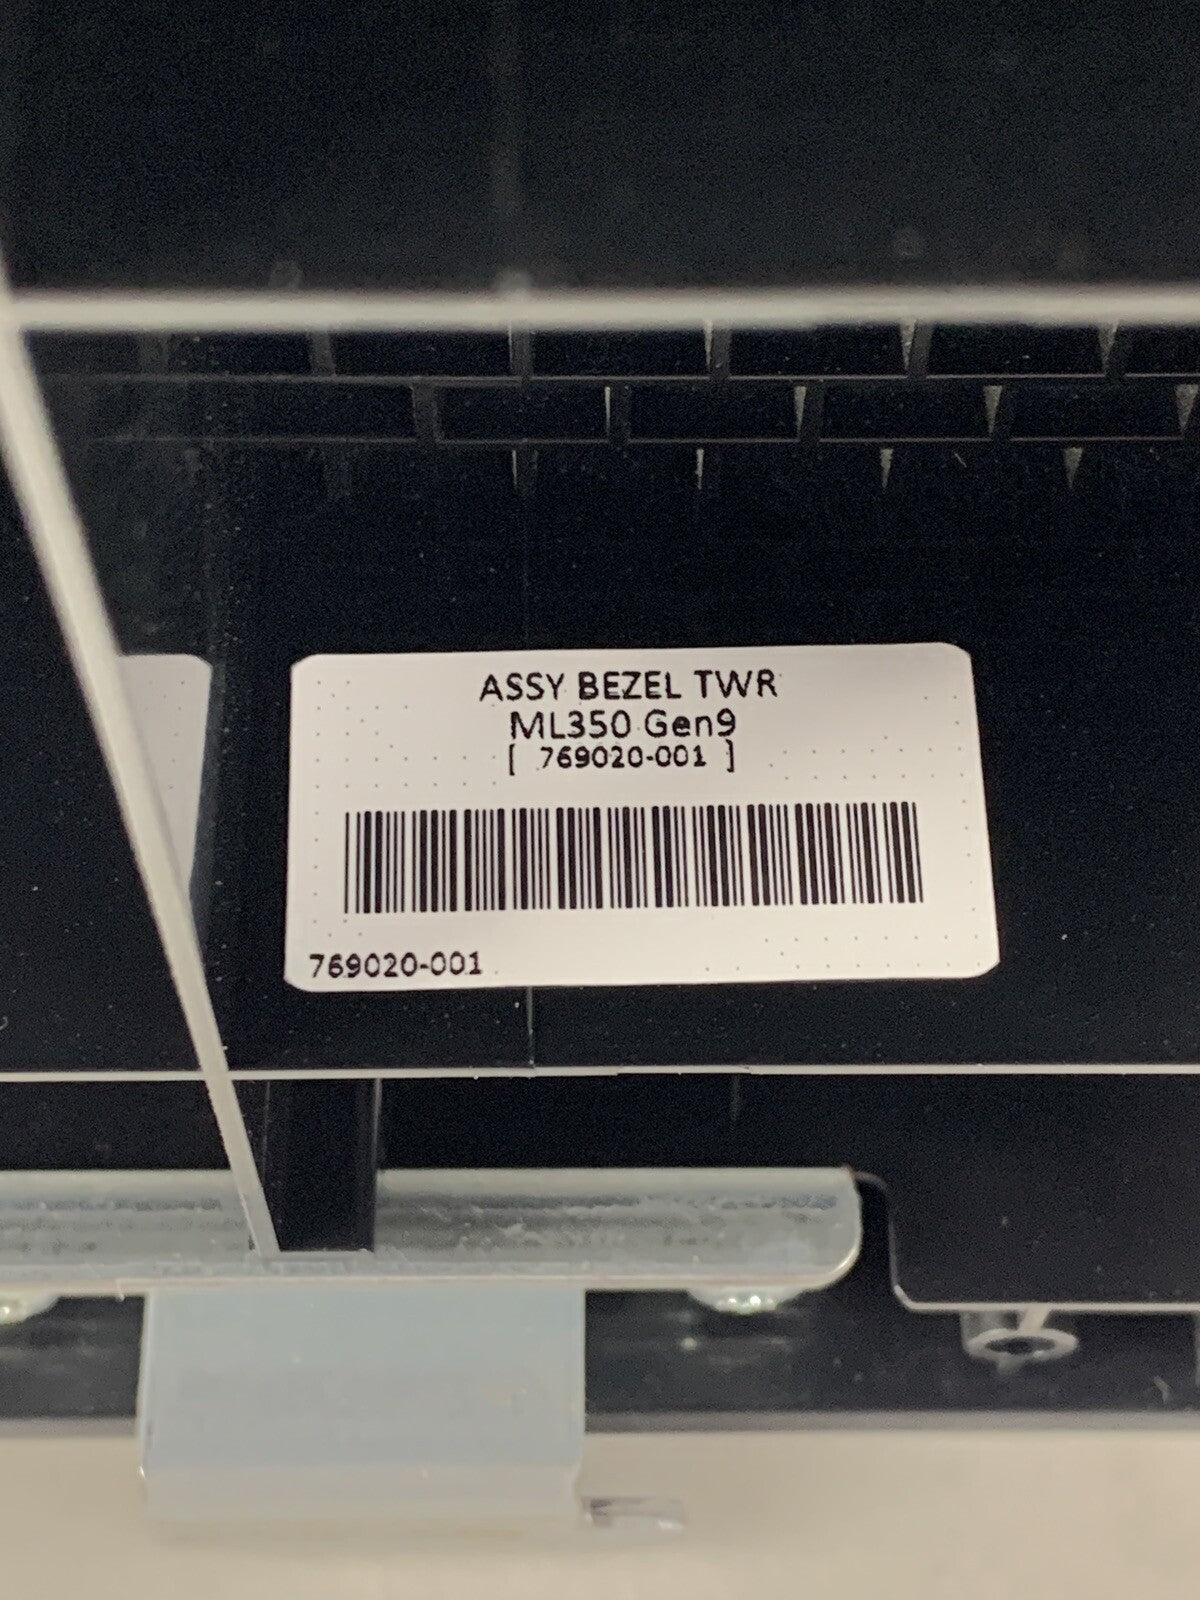 ASSY BEZEL TWR
ML350 Gen9
[ 769020-001 ]
769020-001